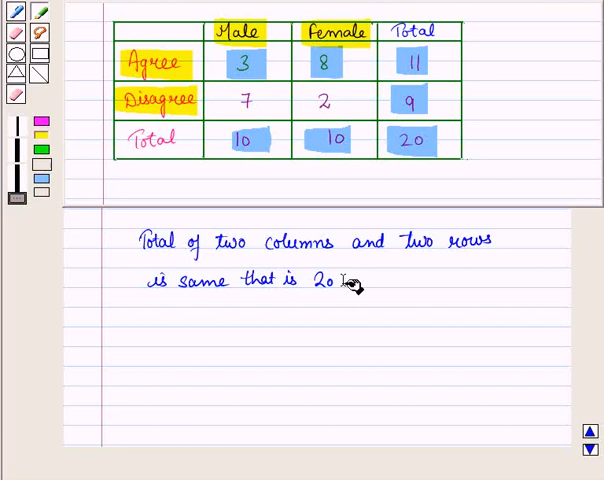 Male Female Total
Agree 3 8 11
Disagree 7 2 9
Total 10 10 20
Total of two columns and two rows
is same that is 20